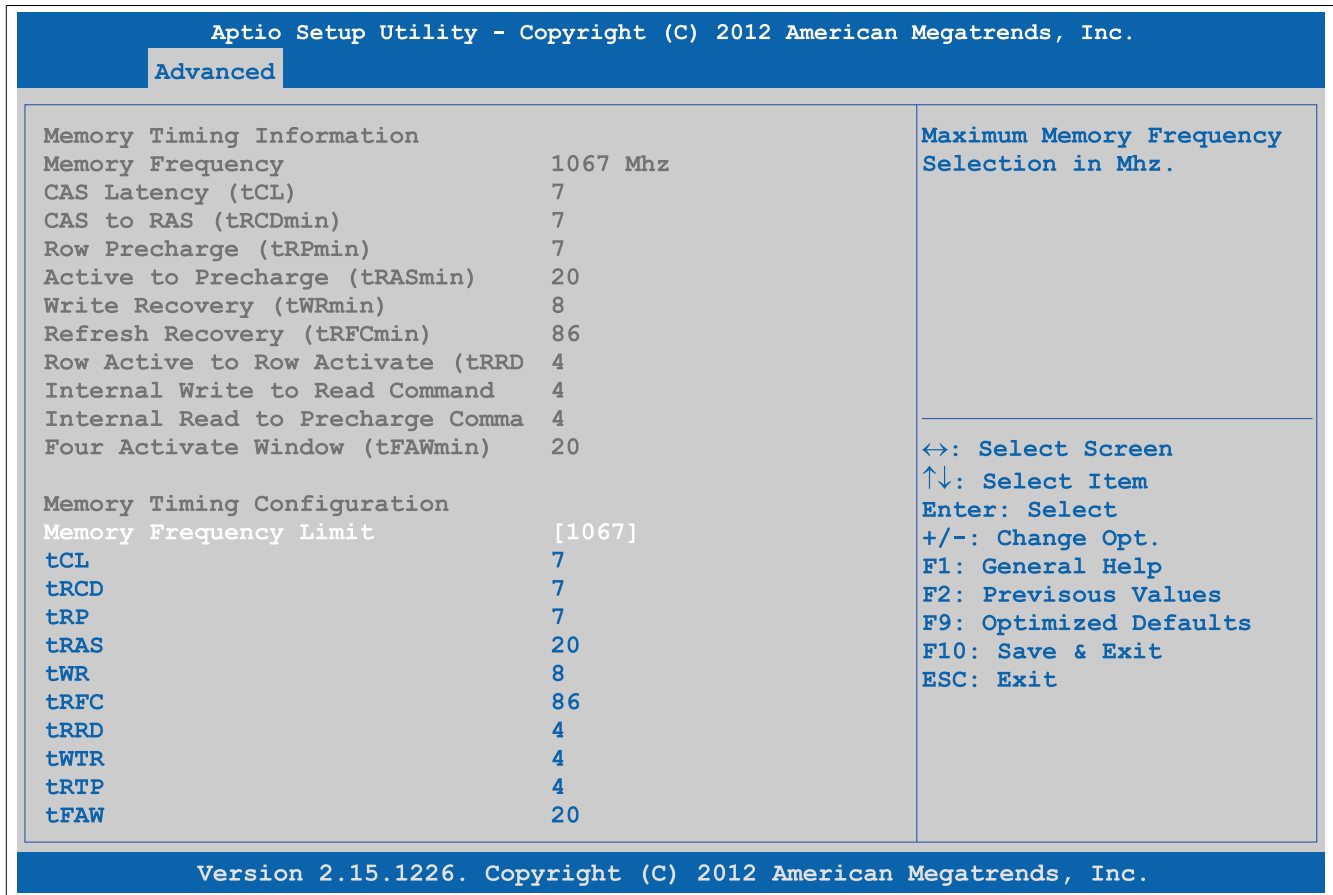 Aptio Setup Utility - Copyright (C) 2012 American Megatrends, Inc.
Advanced
Memory Timing Information
Memory Frequency 1067 Mhz
CAS Latency (tCL) 7
CAS to RAS (tRCDmin) 7
Row Precharge (tRPmin) 7
Active to Precharge (tRASmin) 20
Write Recovery (tWRmin) 8
Refresh Recovery (tRFCmin) 86
Row Active to Row Activate (tRRD 4
Internal Write to Read Command 4
Internal Read to Precharge Comma 4
Four Activate Window (tFAWmin) 20
Memory Timing Configuration
Memory Frequency Limit [1067]
tCL 7
tRCD 7
tRP 7
tRAS 20
tWR 8
tRFC 86
tRRD 4
tWTR 4
tRTP 4
tFAW 20
Maximum Memory Frequency
Selection in Mhz.
↔: Select Screen
↑↓: Select Item
Enter: Select
+/-: Change Opt.
F1: General Help
F2: Previsous Values
F9: Optimized Defaults
F10: Save & Exit
ESC: Exit
Version 2.15.1226. Copyright (C) 2012 American Megatrends, Inc.